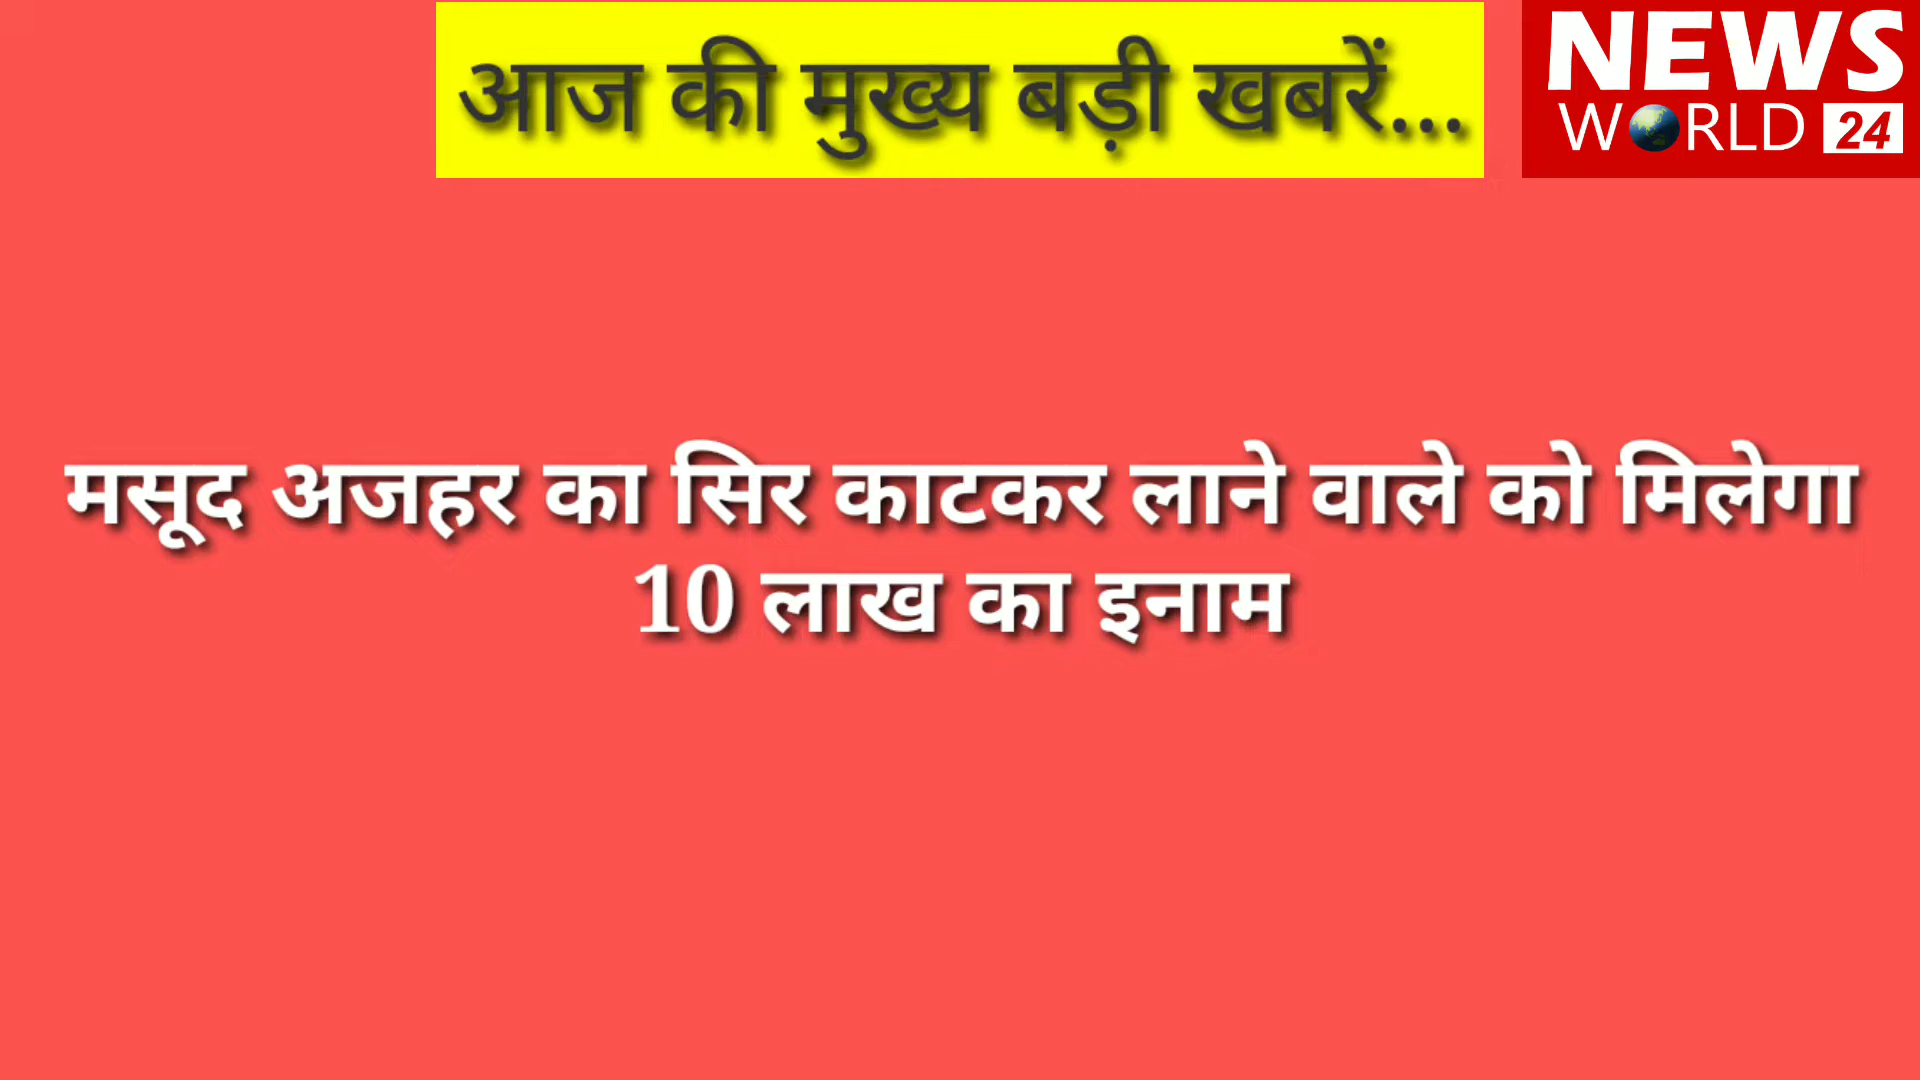 आज की मुख्य बड़ी खबरें...
NEWS
WORLD 24
मसूद अजहर का सिर काटकर लाने वाले को मिलेगा
10 लाख का इनाम